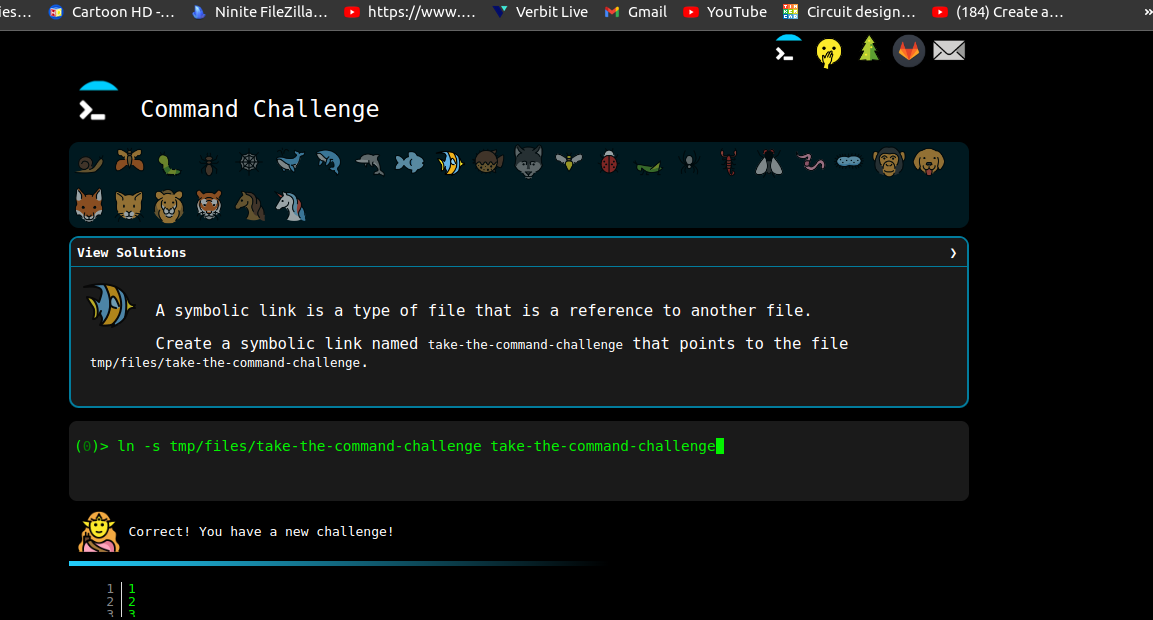 ies…
Cartoon HD -…
Ninite FileZilla…
https://www.…
Verbit Live
Gmail
YouTube
Circuit design…
(184) Create a…
»
Command Challenge
View Solutions ❯
A symbolic link is a type of file that is a reference to another file.
Create a symbolic link named take-the-command-challenge that points to the file
tmp/files/take-the-command-challenge.
(0)> ln -s tmp/files/take-the-command-challenge take-the-command-challenge
Correct! You have a new challenge!
1 1
2 2
3 3